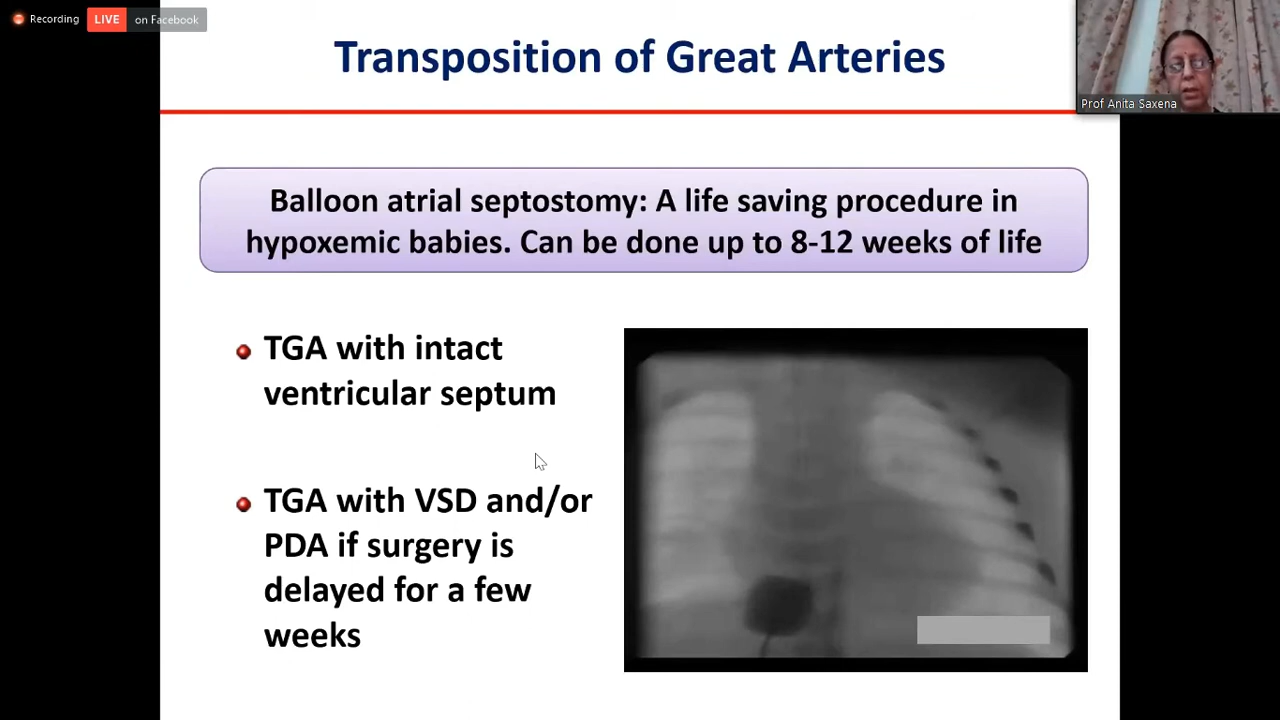 Recording
LIVE
on Facebook
Transposition of Great Arteries
Prof Anita Saxena
Balloon atrial septostomy: A life saving procedure in
hypoxemic babies. Can be done up to 8-12 weeks of life
TGA with intact
ventricular septum
TGA with VSD and/or
PDA if surgery is
delayed for a few
weeks